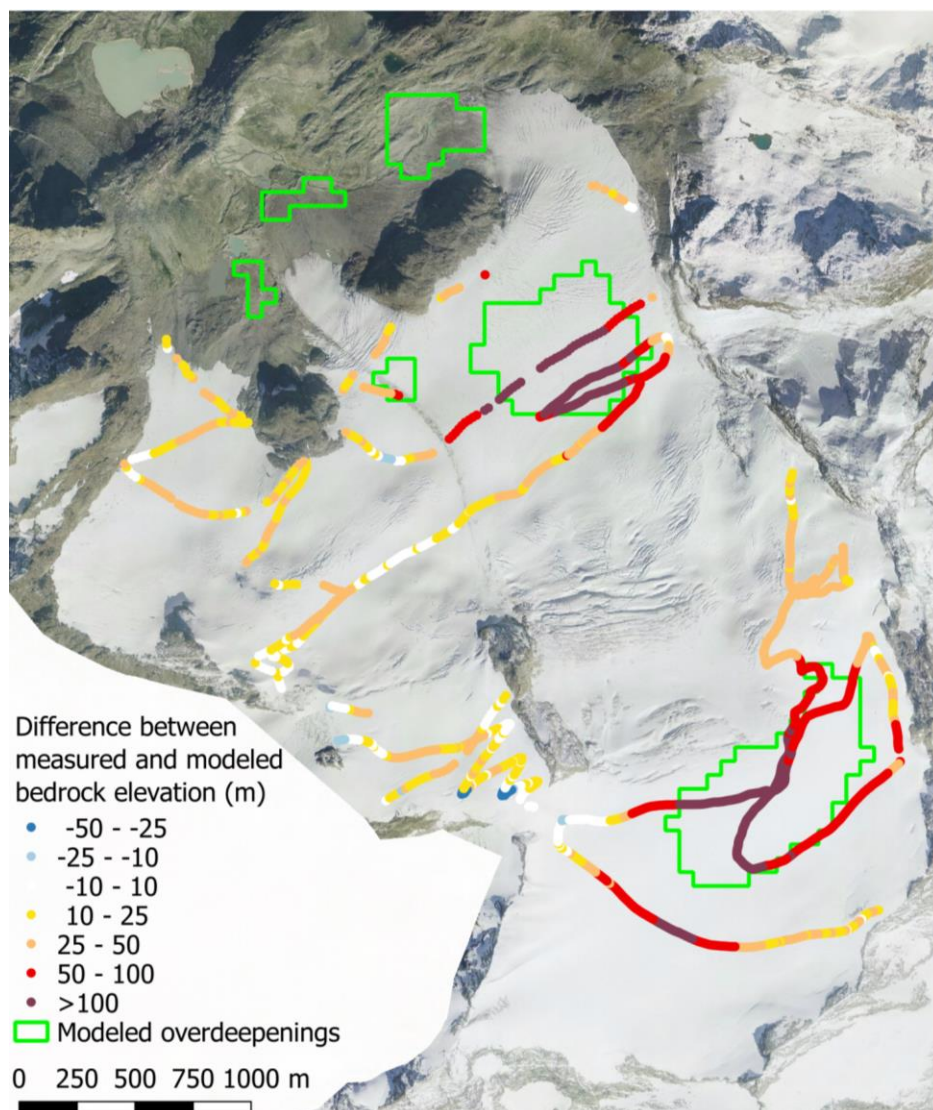 Difference between
measured and modeled
bedrock elevation (m)
-50 - -25
-25 - -10
-10 - 10
10 - 25
25 - 50
50 - 100
>100
Modeled overdeepenings
0 250 500 750 1000 m